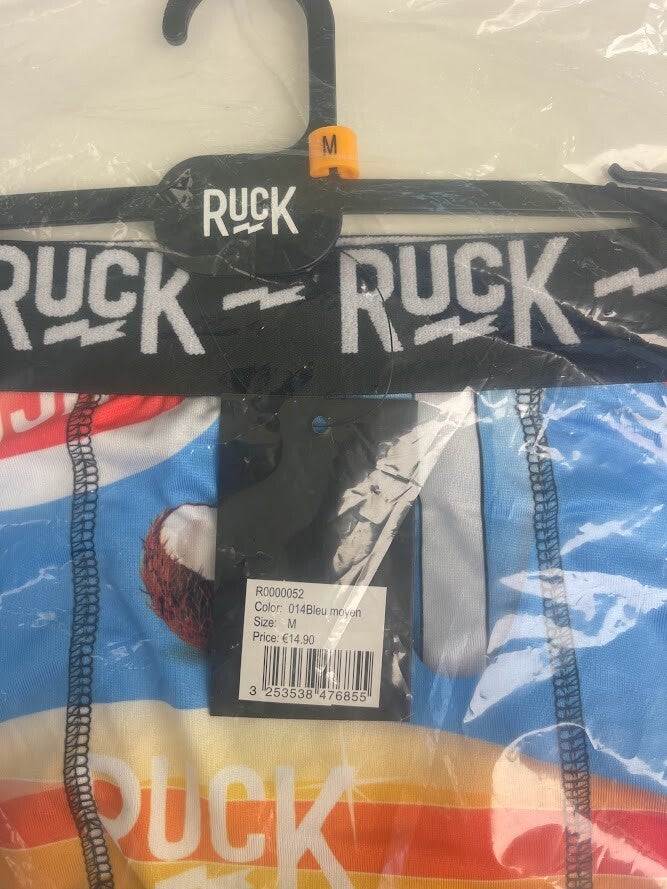 M
RUCK
RUCK RUCK
R0000052
Color: 014Bleu moyen
Size: M
Price: €14.90
3 253538 476855
RUCK